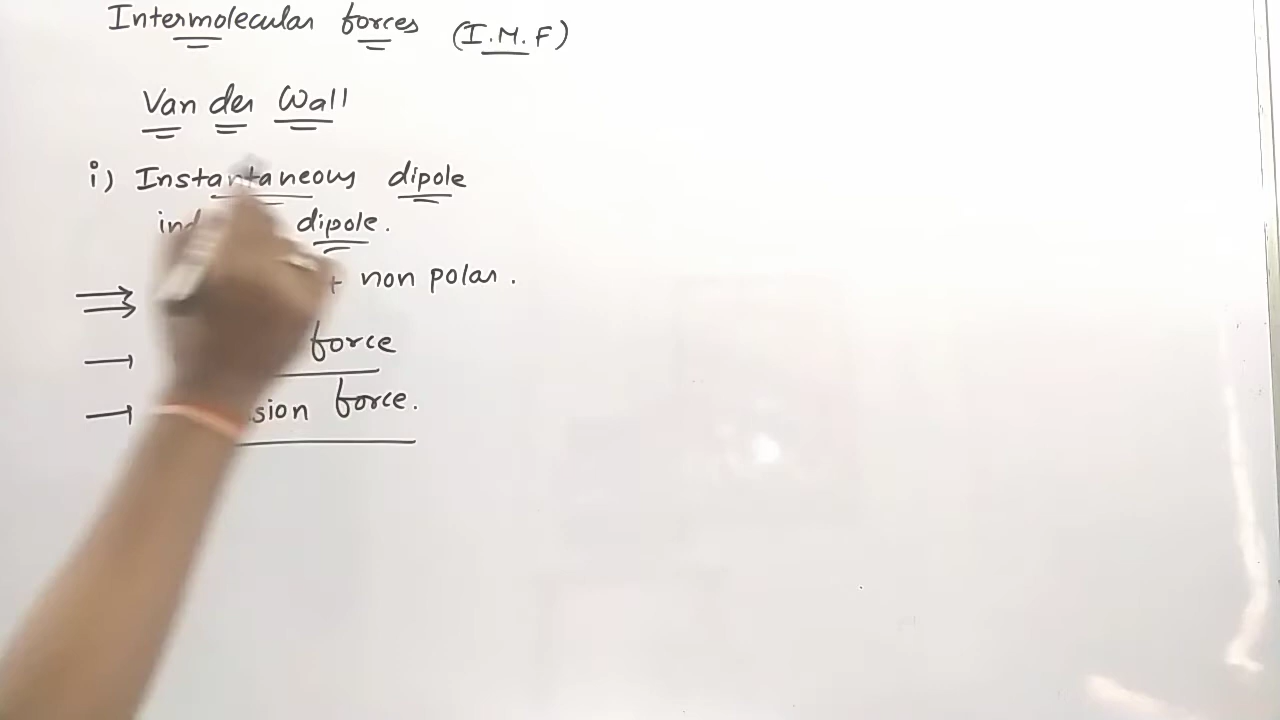 Intermolecular forces (I.M.F)
Van der Wall
i) Instantaneous dipole
dipole.
+ non polar.
force
force.